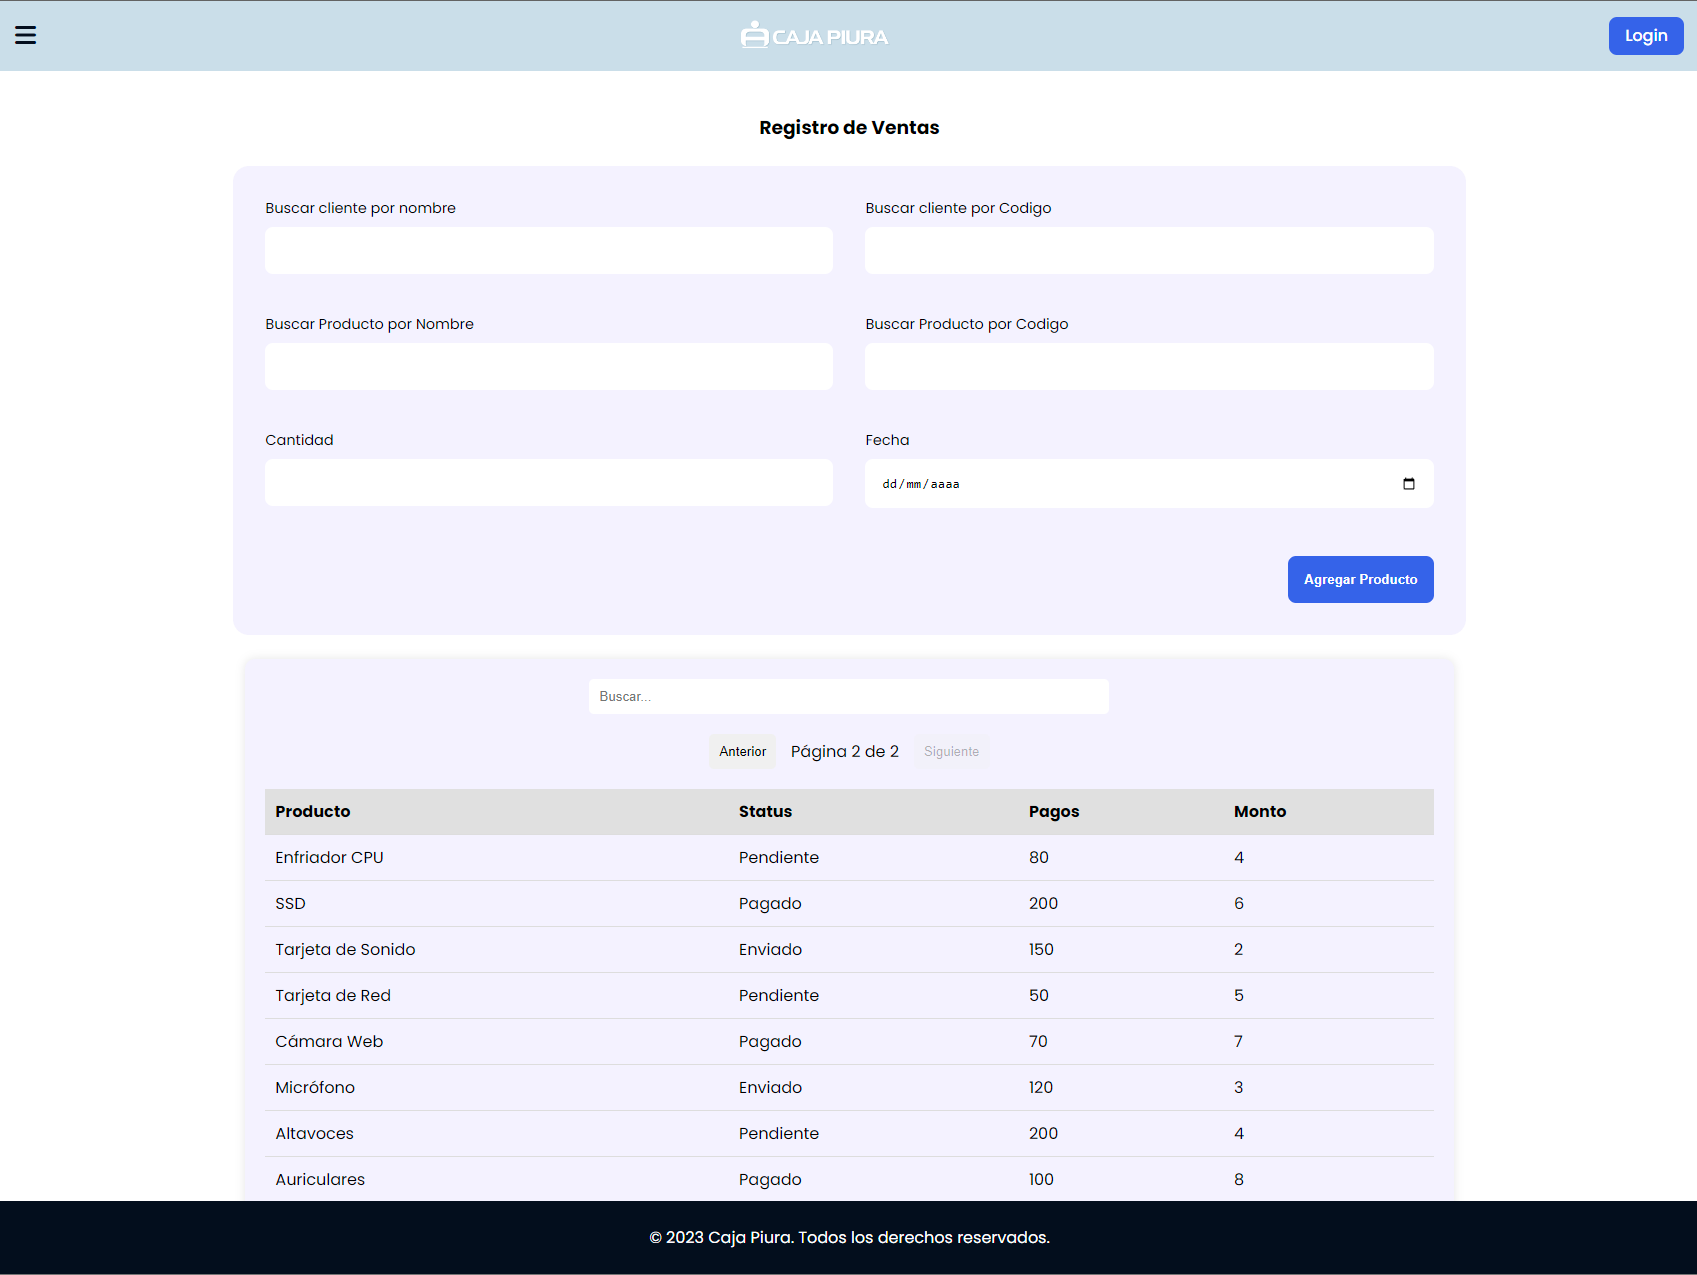 CAJA PIURA
Login
Registro de Ventas
Buscar cliente por nombre
Buscar cliente por Codigo
Buscar Producto por Nombre
Buscar Producto por Codigo
Cantidad
Fecha
dd/mm/aaaa
Agregar Producto
Buscar...
Anterior Página 2 de 2 Siguiente
Producto Status Pagos Monto
Enfriador CPU Pendiente 80 4
SSD Pagado 200 6
Tarjeta de Sonido Enviado 150 2
Tarjeta de Red Pendiente 50 5
Cámara Web Pagado 70 7
Micrófono Enviado 120 3
Altavoces Pendiente 200 4
Auriculares Pagado 100 8
© 2023 Caja Piura. Todos los derechos reservados.